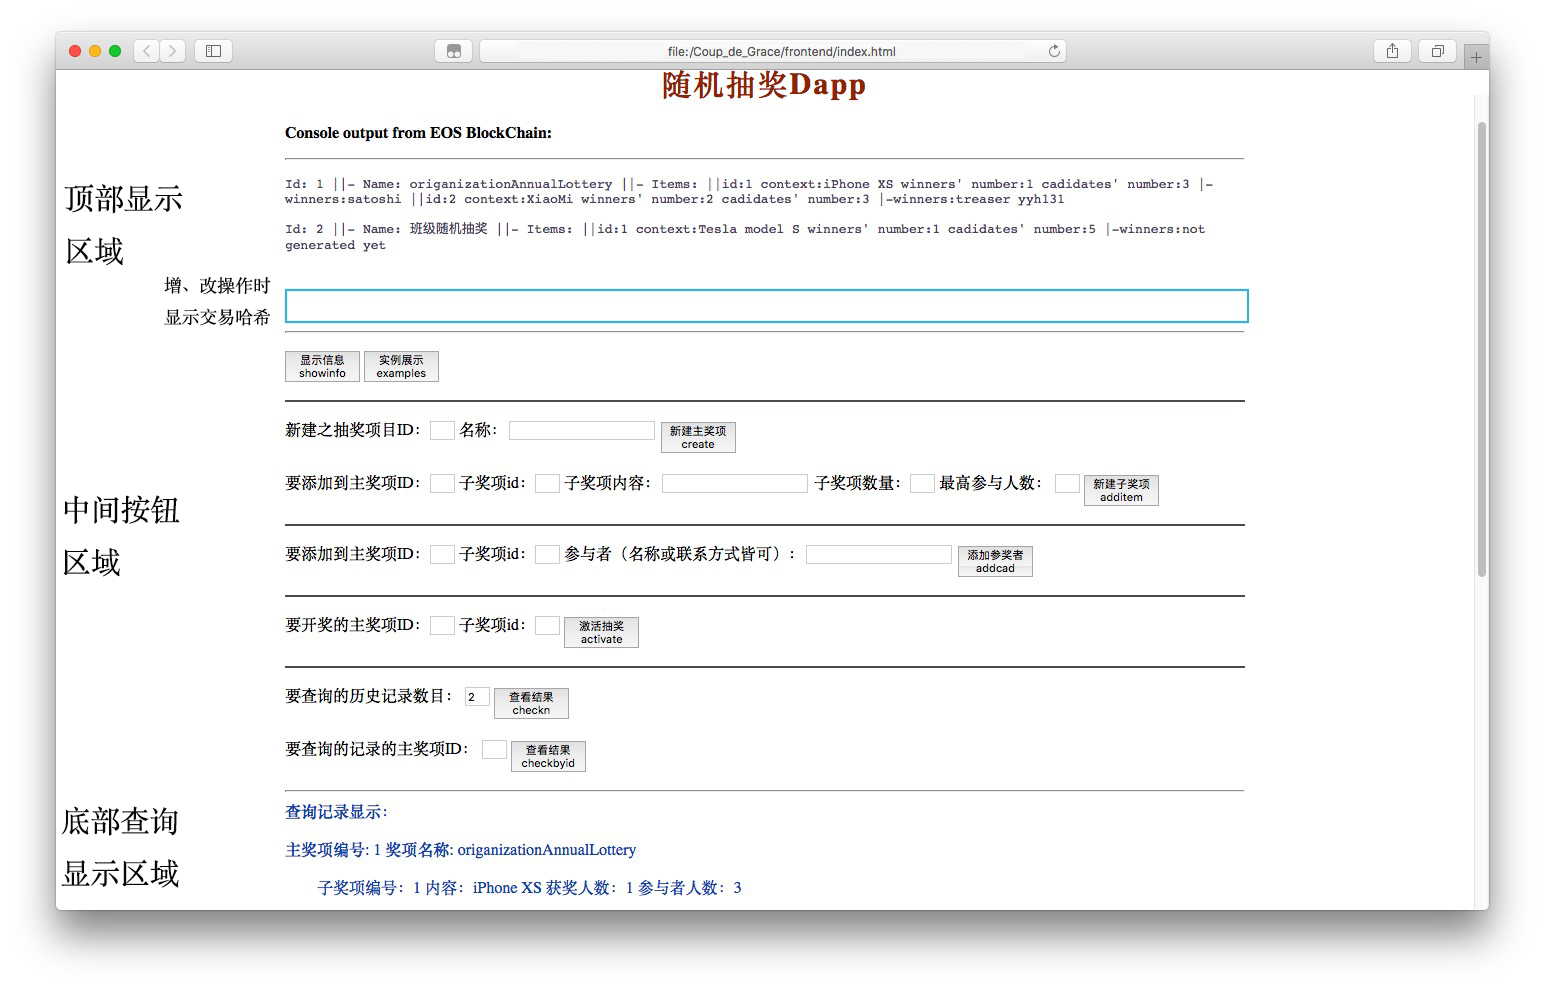 file:/Coup_de_Grace/frontend/index.html
随机抽奖Dapp
Console output from EOS BlockChain:
顶部显示
区域
Id: 1 ||- Name: origanizationAnnualLottery ||- Items: ||id:1 context:iPhone XS winners' number:1 cadidates' number:3 |-
winners:satoshi ||id:2 context:XiaoMi winners' number:2 cadidates' number:3 |-winners:treaser yyh131
Id: 2 ||- Name: 班级随机抽奖 ||- Items: ||id:1 context:Tesla model S winners' number:1 cadidates' number:5 |-winners:not
generated yet
增、改操作时
显示交易哈希
显示信息
showinfo
实例展示
examples
中间按钮
区域
新建之抽奖项目ID： 名称： 新建主奖项
create
要添加到主奖项ID： 子奖项id： 子奖项内容： 子奖项数量： 最高参与人数： 新建子奖项
additem
要添加到主奖项ID： 子奖项id： 参与者（名称或联系方式皆可）： 添加参奖者
addcad
要开奖的主奖项ID： 子奖项id： 激活抽奖
activate
要查询的历史记录数目： 2 查看结果
checkn
要查询的记录的主奖项ID： 查看结果
checkbyid
底部查询
显示区域
查询记录显示：
主奖项编号: 1 奖项名称: origanizationAnnualLottery
子奖项编号：1 内容：iPhone XS 获奖人数：1 参与者人数：3